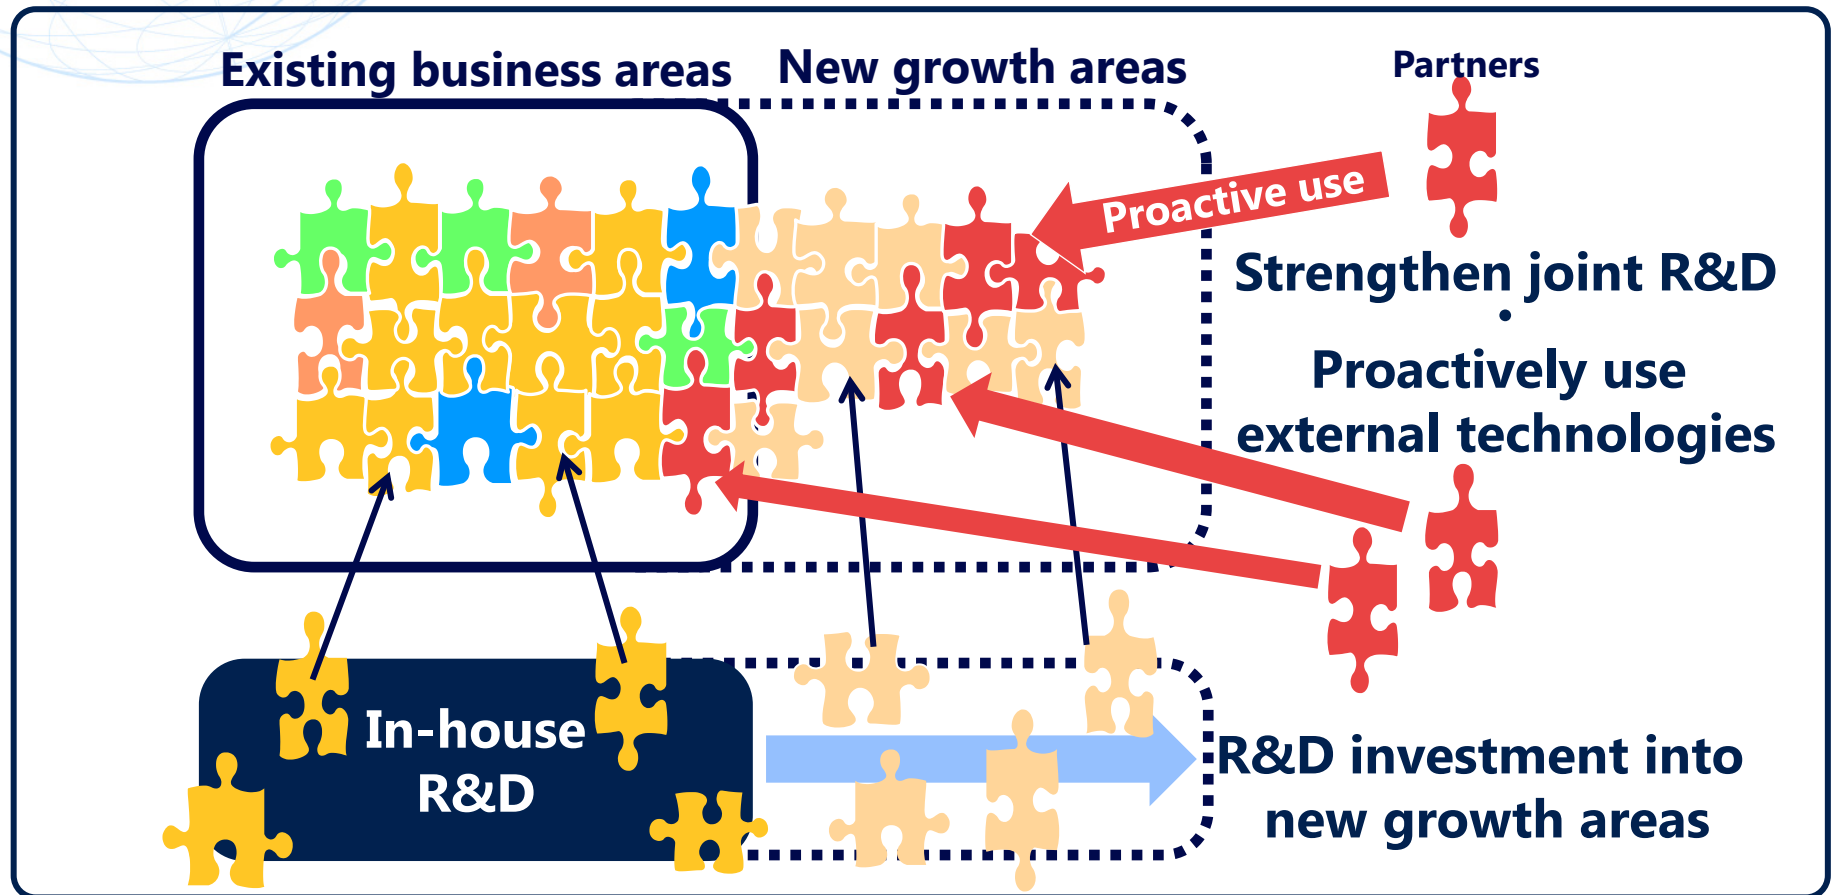 Existing business areas
New growth areas
Partners
Proactive use
Strengthen joint R&D
•
Proactively use
external technologies
In-house
R&D
R&D investment into
new growth areas